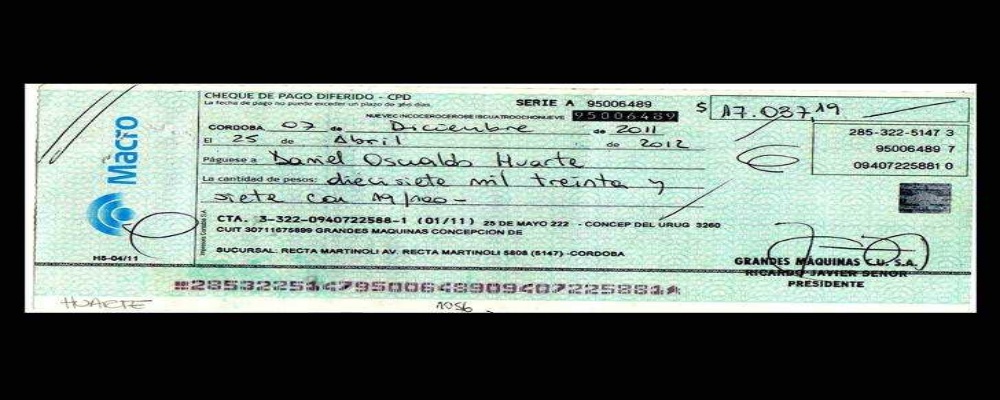 CHEQUE DE PAGO DIFERIDO - CPD
La fecha de pago no puede exceder un plazo de 360 días
SERIE A 95006489
$ 17.037,19
95006489
CORDOBA, 07 de Diciembre de 2011
El 25 de Abril de 2012
285-322-5147 3
95006489 7
09407225881 0
Páguese a Daniel Oscualdo Huarte
La cantidad de pesos: diecisiete mil treinta y
siete con 19/100-
Macro
CTA. 3-322-0940722588-1 (01/11) 25 DE MAYO 222 - CONCEP DEL URUG 3260
CUIT 30711675899 GRANDES MAQUINAS CONCEPCION DE
SUCURSAL: RECTA MARTINOLI AV. RECTA MARTINOLI 5808 (5147) -CORDOBA
HS-04/11
GRANDES MAQUINAS C.U. S.A.
RICARDO JAVIER SENOR
PRESIDENTE
HUARTE
1056